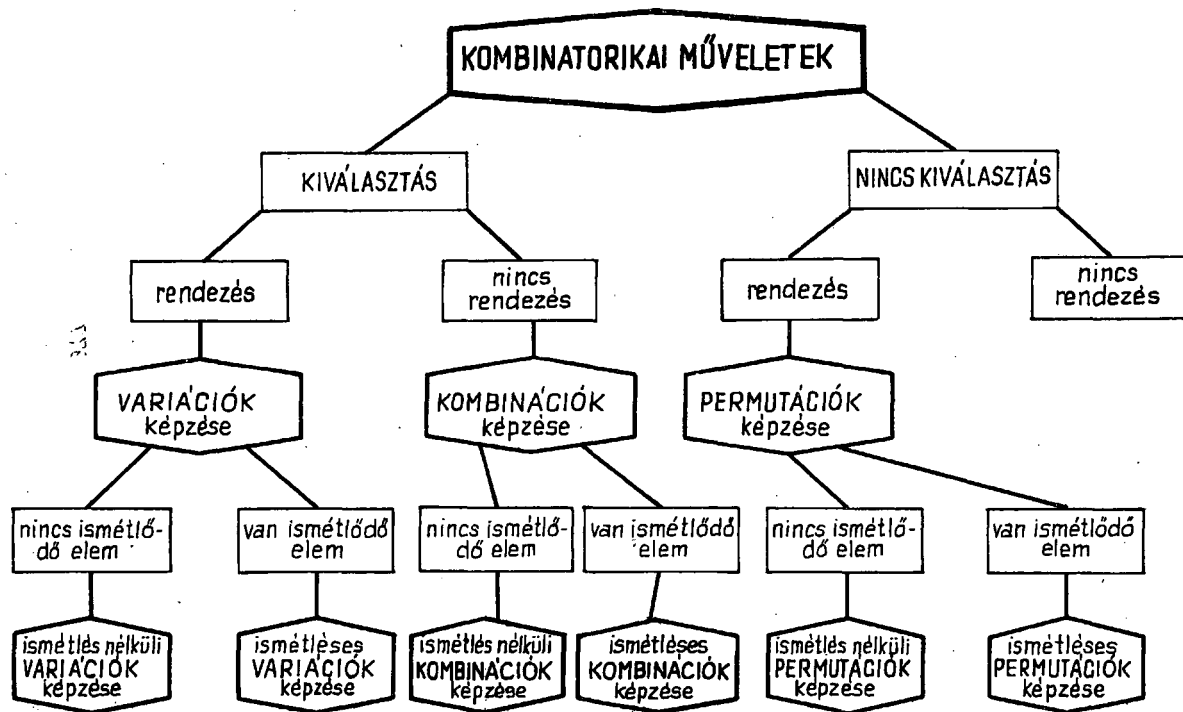 KOMBINATORIKAI MŰVELETEK
KIVÁLASZTÁS
NINCS KIVÁLASZTÁS
rendezés
nincs
rendezés
rendezés
nincs
rendezés
VARIÁCIÓK
képzése
KOMBINÁCIÓK
képzése
PERMUTÁCIÓK
képzése
nincs ismétlő-
dő elem
van ismétlődő
elem
nincs ismétlő-
dő elem
van ismétlődő
elem
nincs ismétlő-
dő elem
van ismétlődő
elem
ismétlés nélküli
VARIÁCIÓK
képzése
ismétléses
VARIÁCIÓK
képzése
ismétlés nélküli
KOMBINÁCIÓK
képzése
ismétléses
KOMBINÁCIÓK
képzése
ismétlés nélküli
PERMUTÁCIÓK
képzése
ismétléses
PERMUTÁCIÓK
képzése